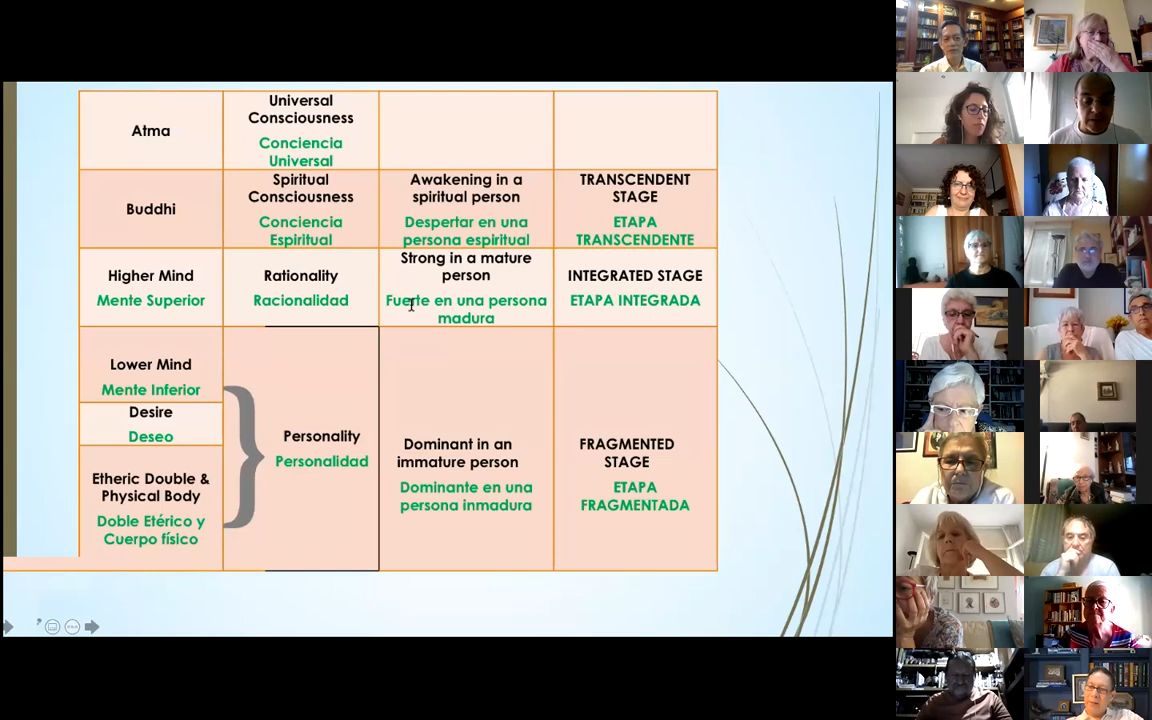 Atma
Universal
Consciousness
Conciencia
Universal
Buddhi
Spiritual
Consciousness
Conciencia
Espiritual
Awakening in a
spiritual person
Despertar en una
persona espiritual
TRANSCENDENT
STAGE
ETAPA
TRANSCENDENTE
Higher Mind
Mente Superior
Rationality
Racionalidad
Strong in a mature
person
Fuerte en una persona
madura
INTEGRATED STAGE
ETAPA INTEGRADA
Lower Mind
Mente Inferior
Desire
Deseo
Etheric Double &
Physical Body
Doble Etérico y
Cuerpo físico
Personality
Personalidad
Dominant in an
immature person
Dominante en una
persona inmadura
FRAGMENTED
STAGE
ETAPA
FRAGMENTADA